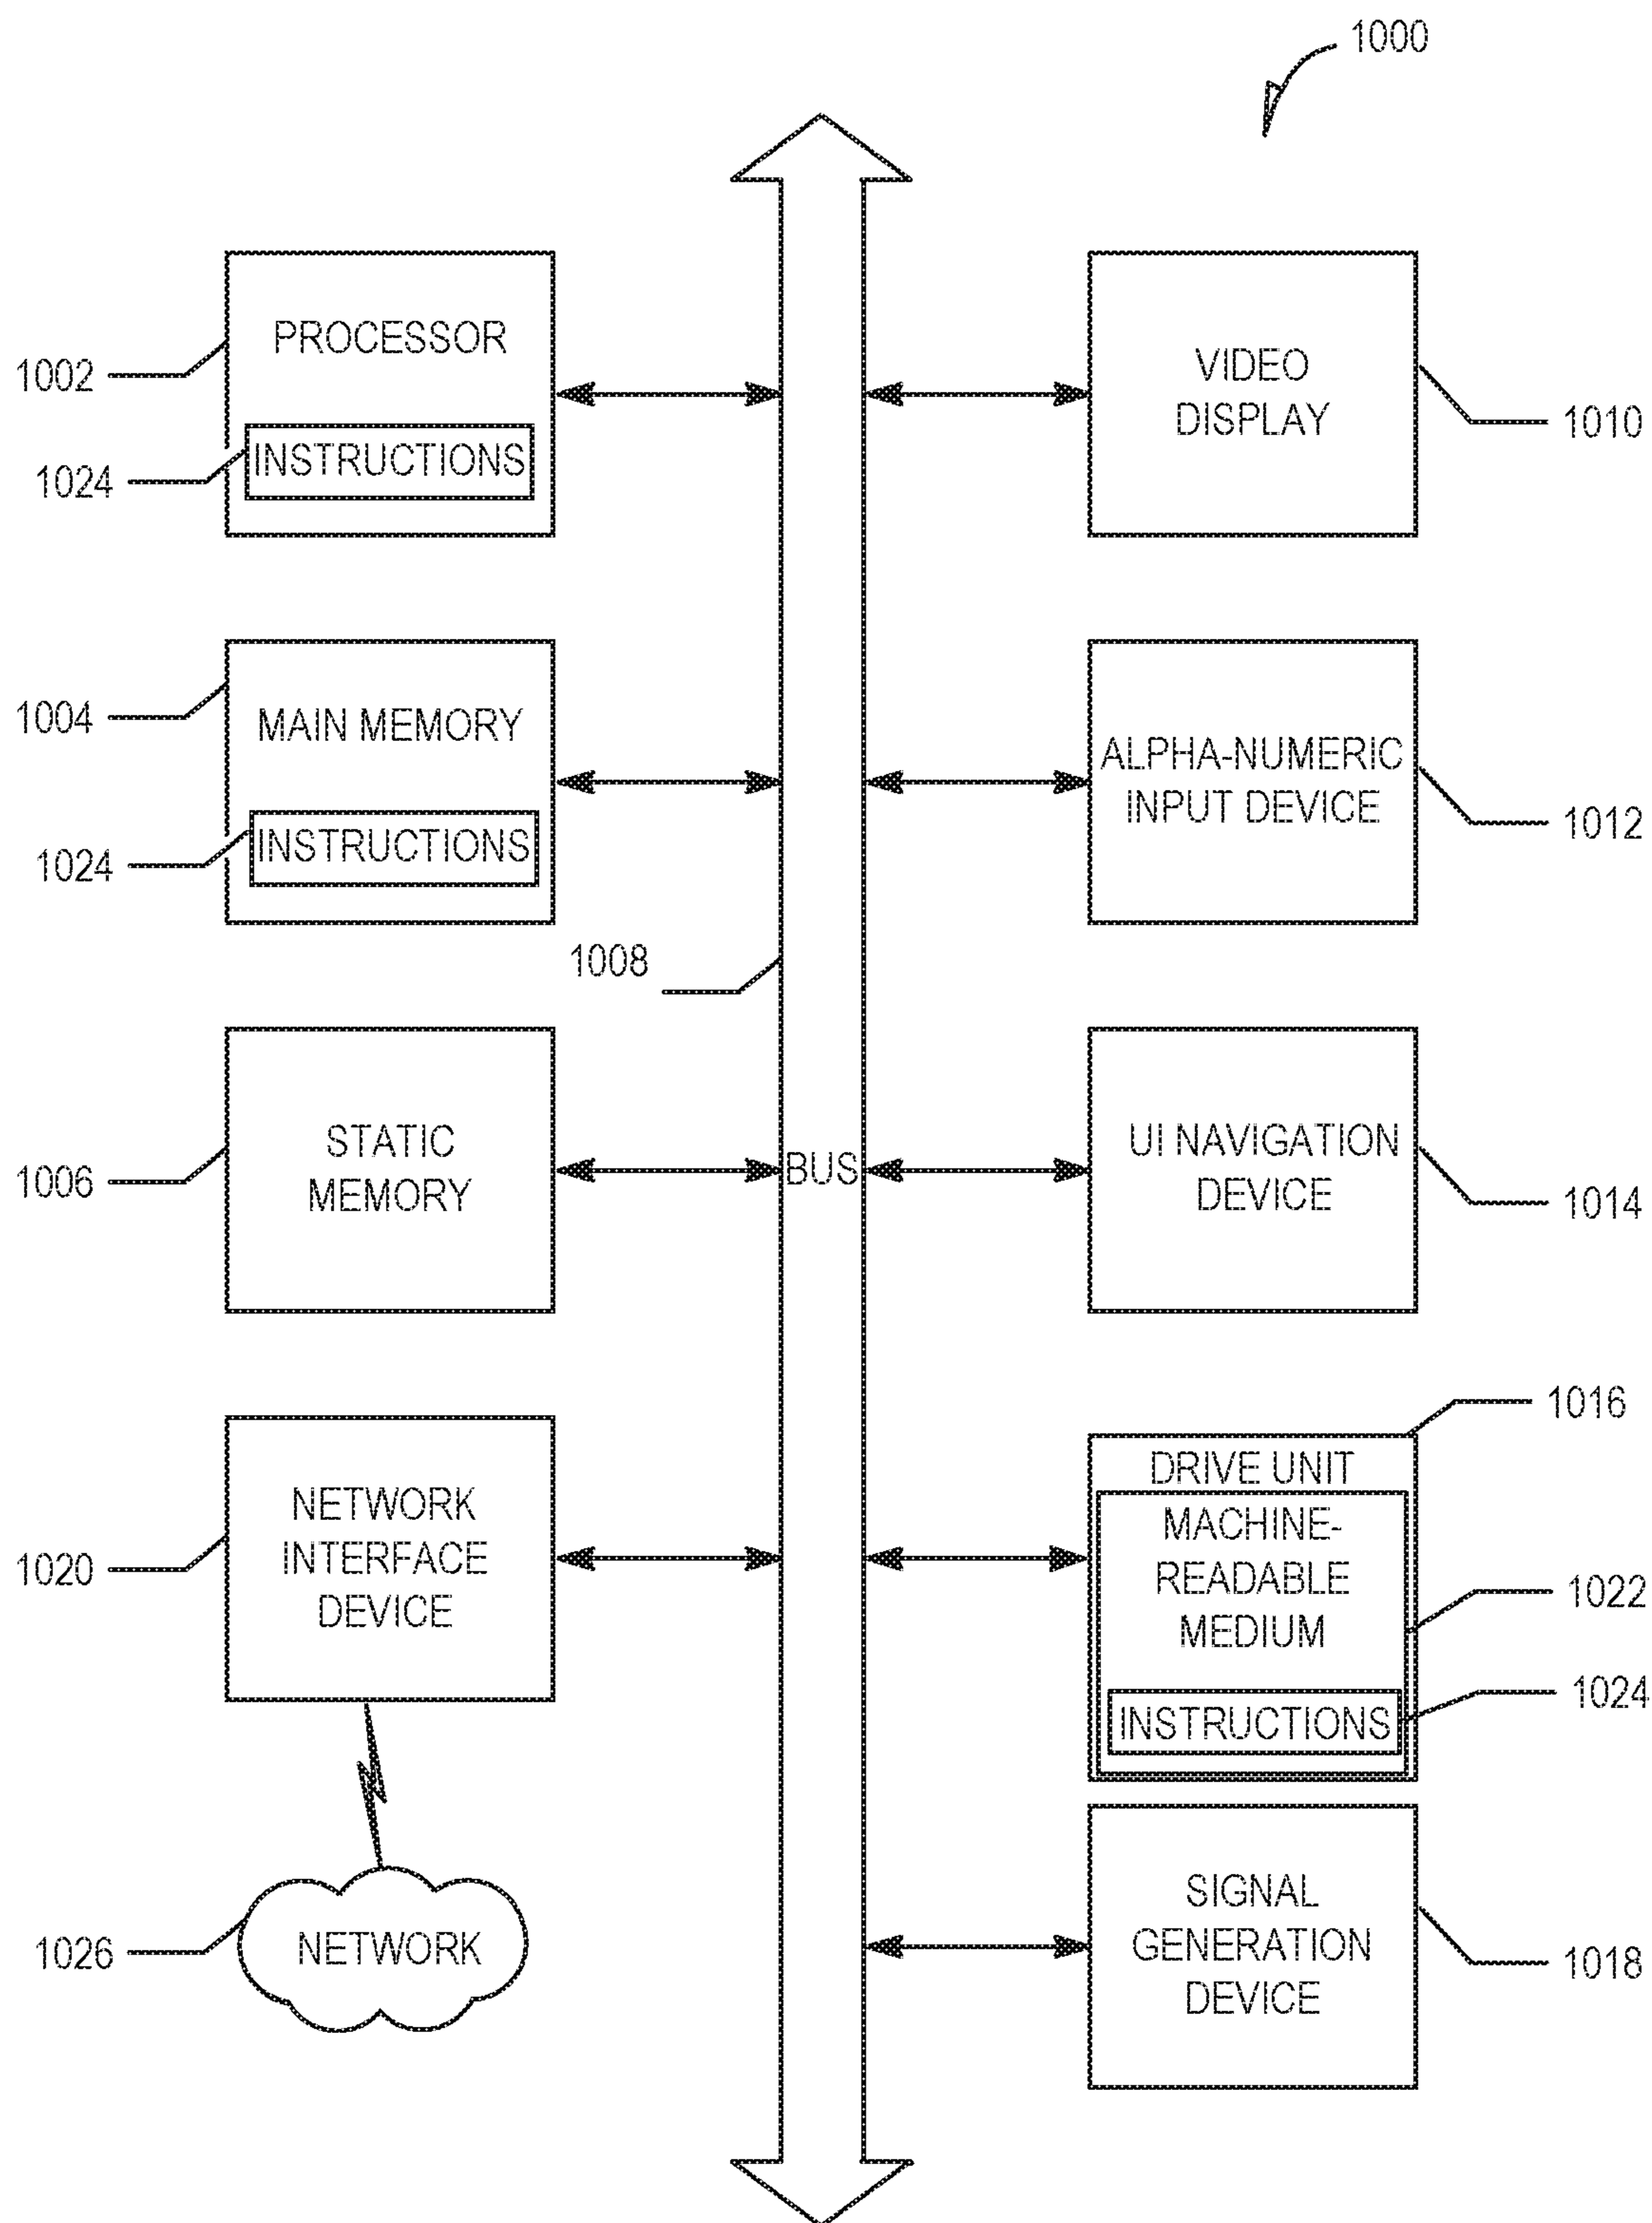 1000
PROCESSOR
1002
INSTRUCTIONS
1024
VIDEO
DISPLAY
1010
MAIN MEMORY
1004
INSTRUCTIONS
1024
ALPHA-NUMERIC
INPUT DEVICE
1012
1008
STATIC
MEMORY
1006
BUS
UI NAVIGATION
DEVICE
1014
NETWORK
INTERFACE
DEVICE
1020
1016
DRIVE UNIT
MACHINE-
READABLE
MEDIUM
1022
INSTRUCTIONS
1024
NETWORK
1026
SIGNAL
GENERATION
DEVICE
1018